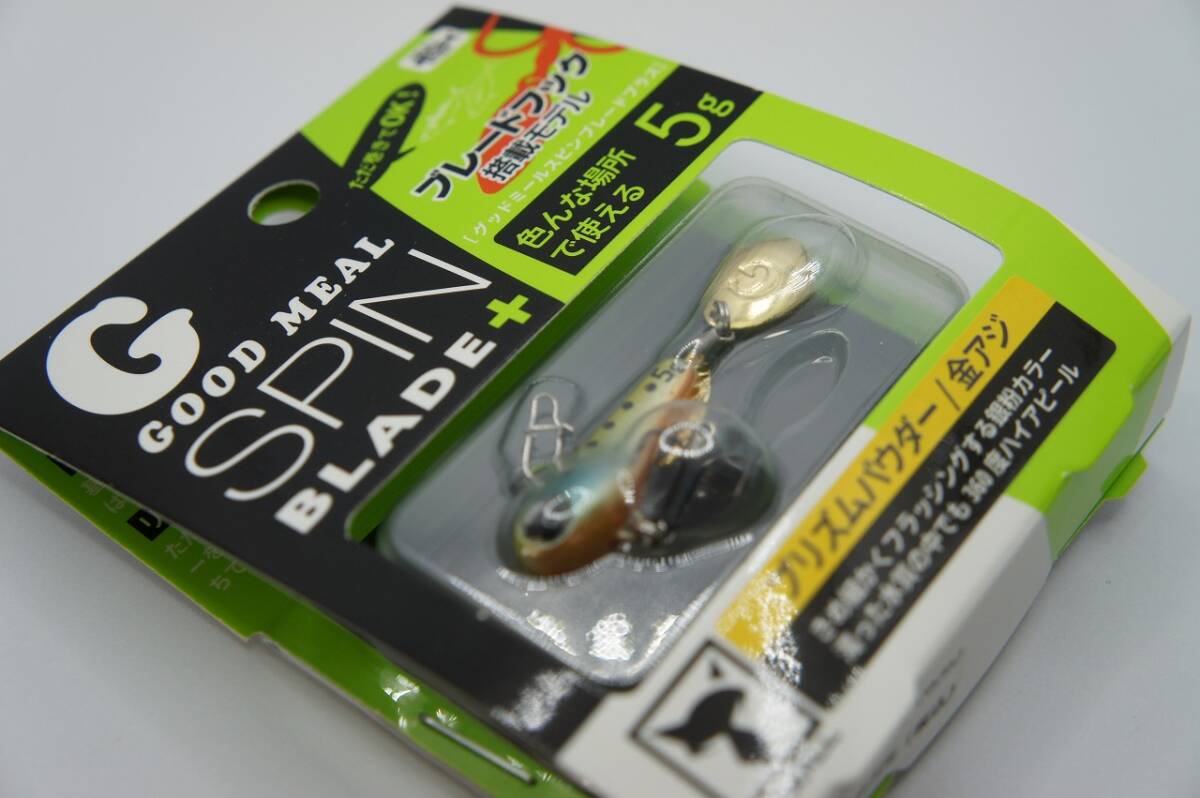 ただ巻きでOK!
ブレードフック
搭載モデル
[グッドミールスピンブレードプラス]
色んな場所
で使える
5g
G
GOOD MEAL
SPIN
BLADE+
5
5g
プリズムパウダー/金アジ
きめ細かくフラッシングする銀粉カラー
濁った水質の中でも360度ハイアピール